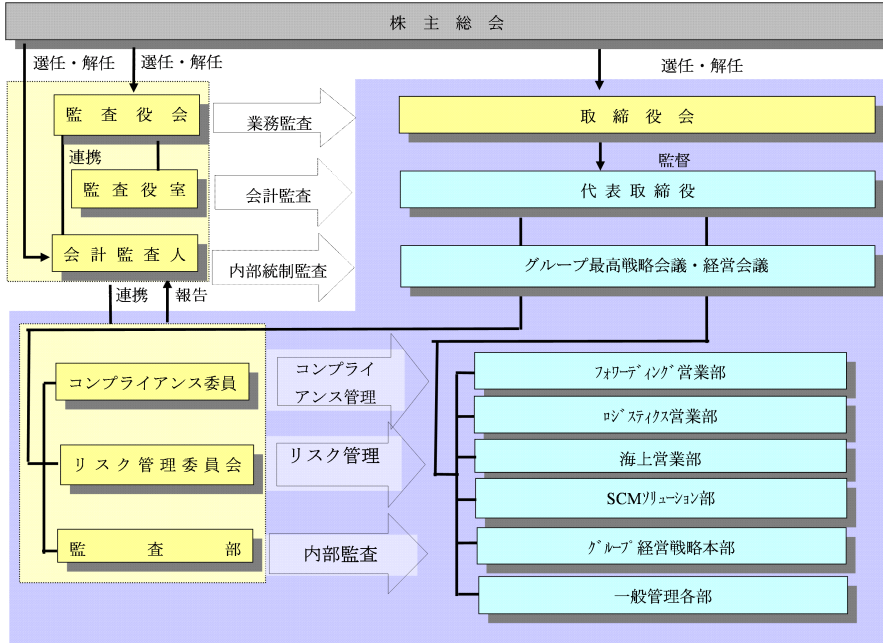 株主総会
選任・解任
選任・解任
選任・解任
監査役会
業務監査
取締役会
連携
監督
監査役室
会計監査
代表取締役
会計監査人
内部統制監査
グループ最高戦略会議・経営会議
連携
報告
コンプライアンス委員
コンプライ
アンス管理
ﾌｫﾜｰﾃﾞｨﾝｸﾞ営業部
ﾛｼﾞｽﾃｨｸｽ営業部
リスク管理委員会
リスク管理
海上営業部
SCMｿﾘｭｰｼｮﾝ部
監査部
内部監査
ｸﾞﾙｰﾌﾟ経営戦略本部
一般管理各部